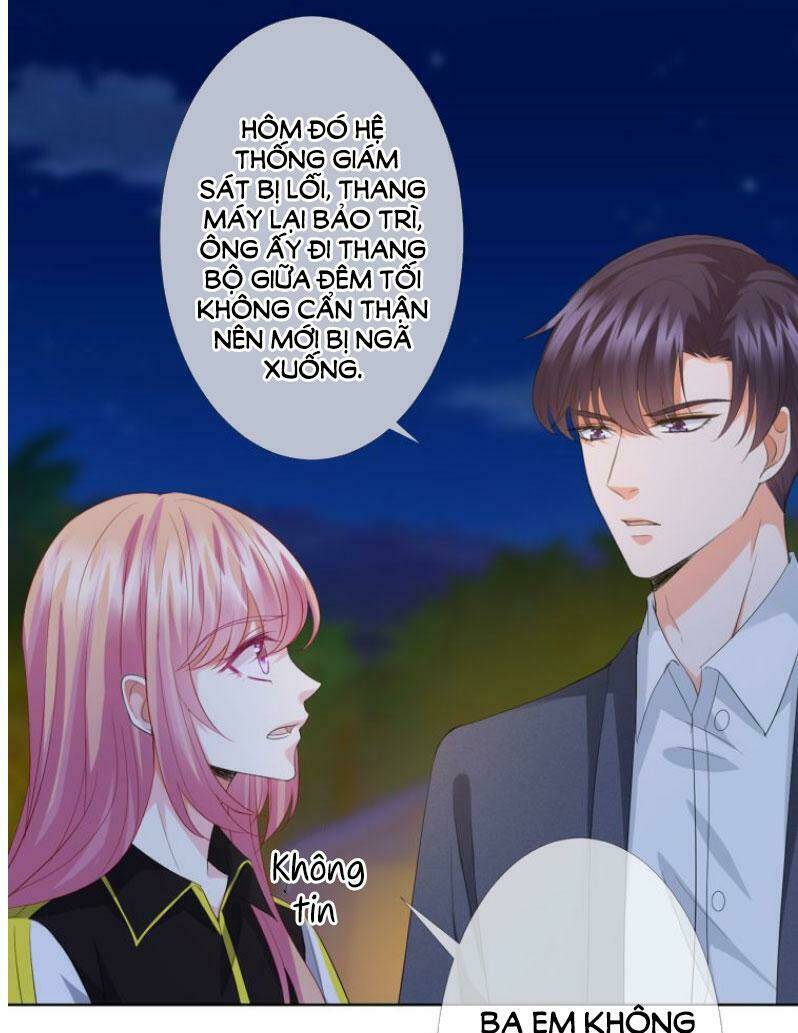 HÔM ĐÓ HỆ
THỐNG GIÁM
SÁT BỊ LỖI, THANG
MÁY LẠI BẢO TRÌ,
ÔNG ẤY ĐI THANG
BỘ GIỮA ĐÊM TỐI
KHÔNG CẨN THẬN
NÊN MỚI BỊ NGÃ
XUỐNG.
Không
tin
BA EM KHÔNG